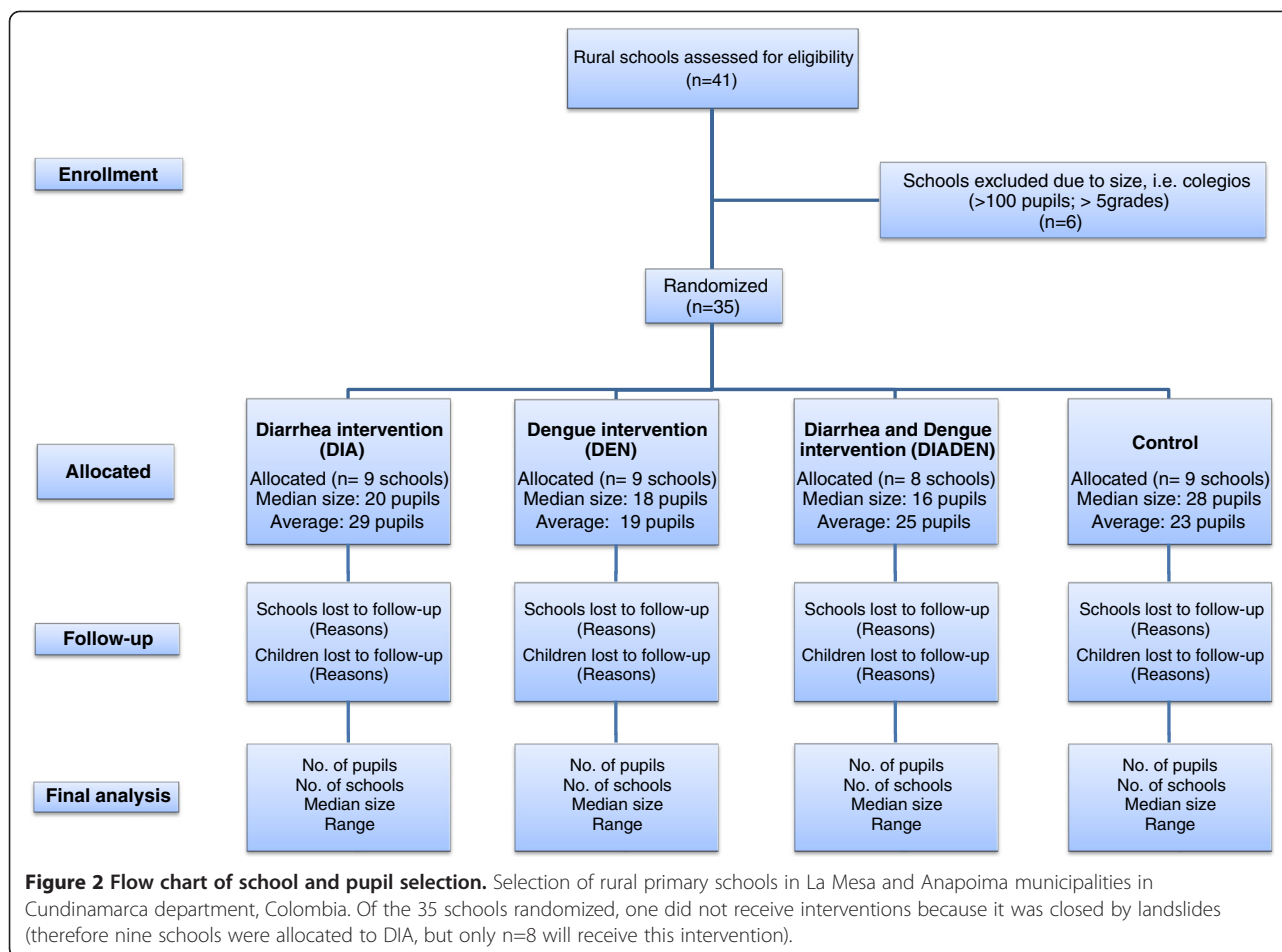 Rural schools assessed for eligibility
(n=41)
Enrollment
Schools excluded due to size, i.e. colegios
(>100 pupils; > 5grades)
(n=6)
Randomized
(n=35)
Allocated
Diarrhea intervention
(DIA)
Allocated (n= 9 schools)
Median size: 20 pupils
Average: 29 pupils
Dengue intervention
(DEN)
Allocated (n= 9 schools)
Median size: 18 pupils
Average: 19 pupils
Diarrhea and Dengue
intervention (DIADEN)
Allocated (n= 8 schools)
Median size: 16 pupils
Average: 25 pupils
Control
Allocated (n= 9 schools)
Median size: 28 pupils
Average: 23 pupils
Follow-up
Schools lost to follow-up
(Reasons)
Children lost to follow-up
(Reasons)
Schools lost to follow-up
(Reasons)
Children lost to follow-up
(Reasons)
Schools lost to follow-up
(Reasons)
Children lost to follow-up
(Reasons)
Schools lost to follow-up
(Reasons)
Children lost to follow-up
(Reasons)
Final analysis
No. of pupils
No. of schools
Median size
Range
No. of pupils
No. of schools
Median size
Range
No. of pupils
No. of schools
Median size
Range
No. of pupils
No. of schools
Median size
Range
Figure 2 Flow chart of school and pupil selection. Selection of rural primary schools in La Mesa and Anapoima municipalities in
Cundinamarca department, Colombia. Of the 35 schools randomized, one did not receive interventions because it was closed by landslides
(therefore nine schools were allocated to DIA, but only n=8 will receive this intervention).